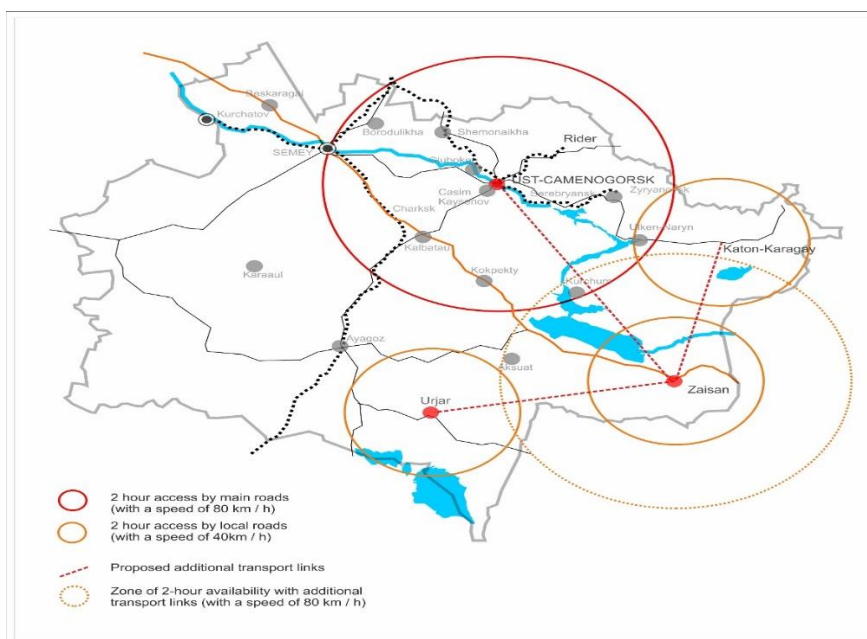 Beskaragai
Kurchatov
Borodulikha
Shemonaikha
SEMEY
Rider
Glubokoe
UST-CAMENOGORSK
Casim
Kaysenov
Serebryansk
Zyryanovsk
Charksk
Ulken-Naryn
Kalbatau
Katon-Karagay
Karaaul
Kokpekty
Kurchum
Ayagoz
Aksuat
Zaisan
Urjar
2 hour access by main roads
(with a speed of 80 km / h)
2 hour access by local roads
(with a speed of 40km / h)
Proposed additional transport links
Zone of 2-hour availability with additional
transport links (with a speed of 80 km / h)